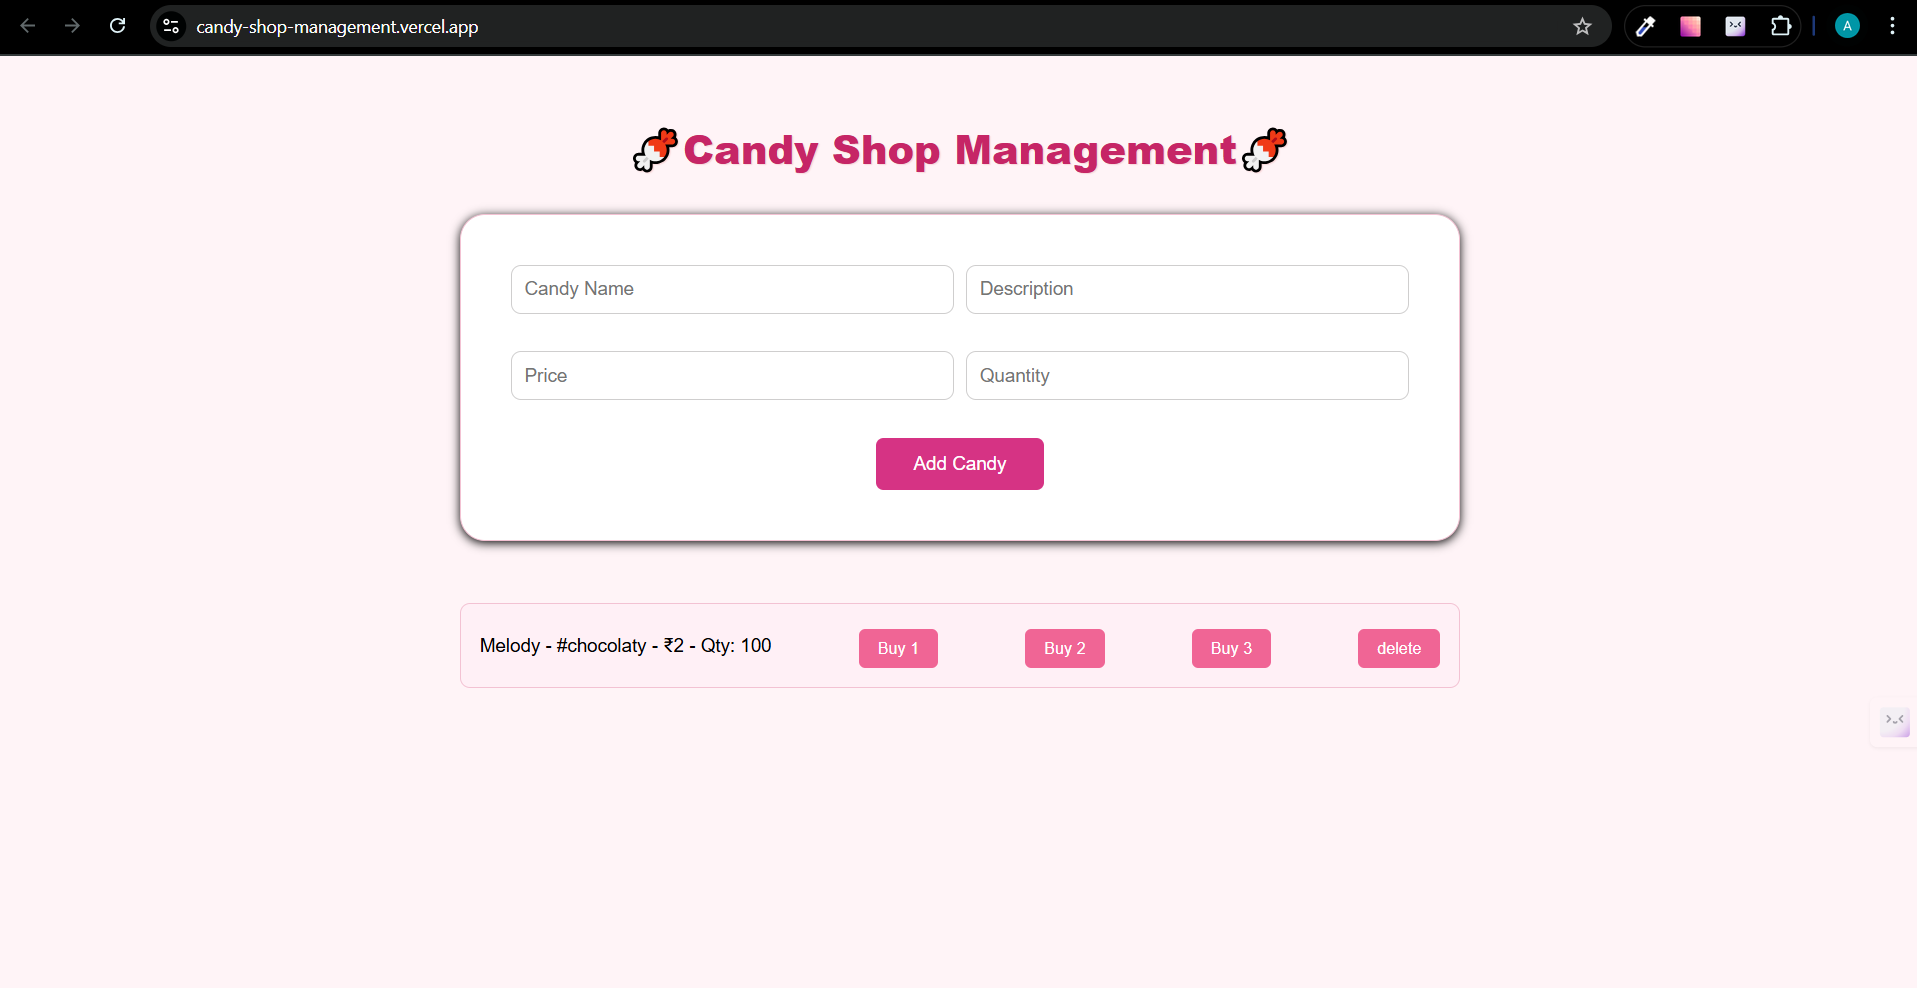 candy-shop-management.vercel.app
A
Candy Shop Management
Candy Name
Description
Price
Quantity
Add Candy
Melody - #chocolaty - ₹2 - Qty: 100
Buy 1
Buy 2
Buy 3
delete